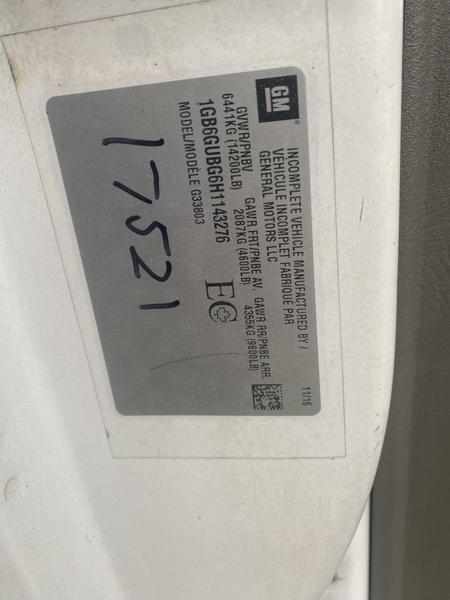 GM
INCOMPLETE VEHICLE MANUFACTURED BY /
VEHICULE INCOMPLET FABRIQUE PAR
GENERAL MOTORS LLC
11/16
GVWR/PNBV
6441KG (14200LB)
GAWR FRT/PNBE AV.
2087KG (4600LB)
GAWR RR/PNBE ARR.
4355KG (9600LB)
1GB6GUBG6H1143276
MODEL/MODÈLE G33803
EC
17521